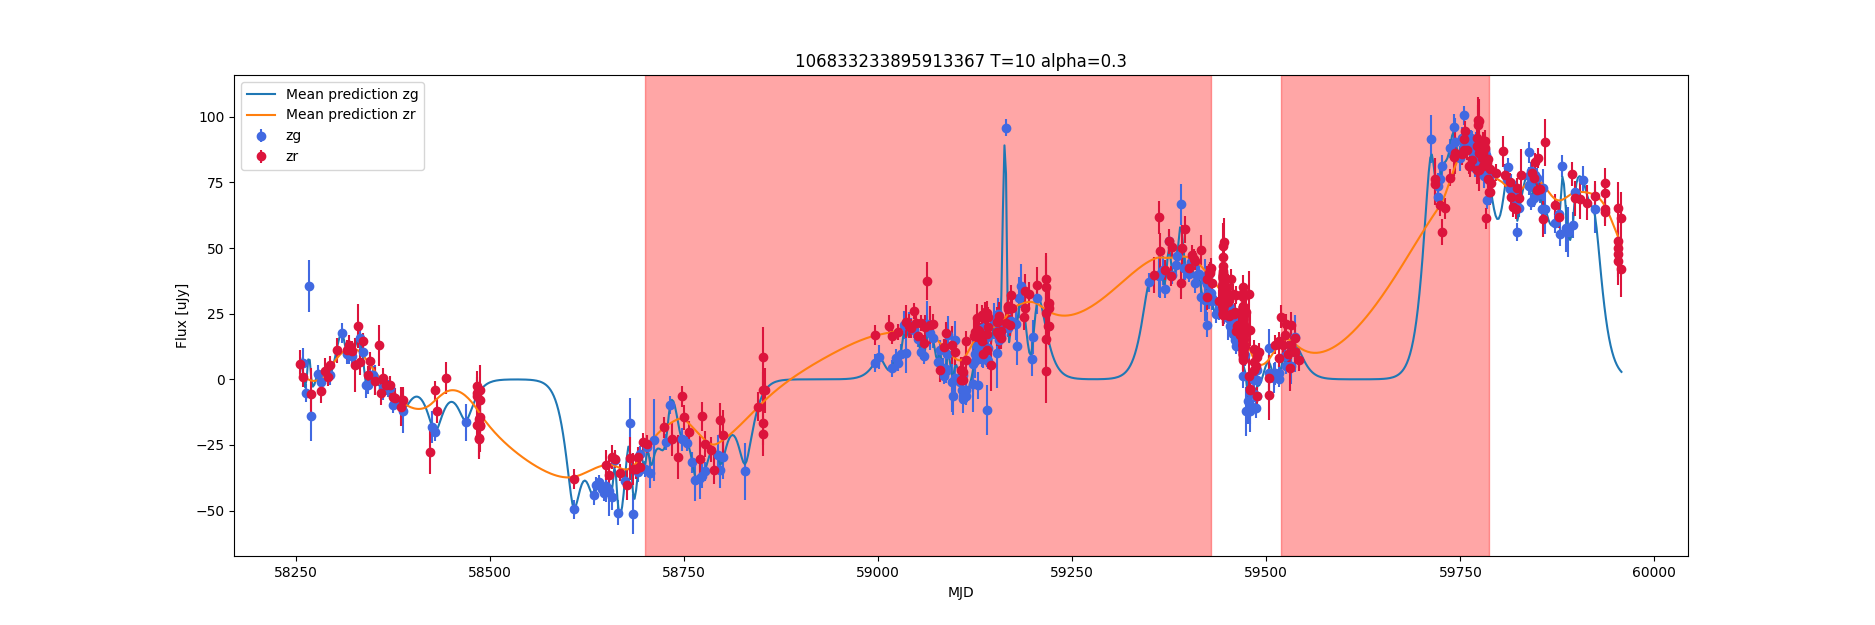 106833233895913367 T=10 alpha=0.3
Mean prediction zg
Mean prediction zr
zg
zr
Flux [uJy]
100
75
50
25
0
−25
−50
58250 58500 58750 59000 59250 59500 59750 60000
MJD